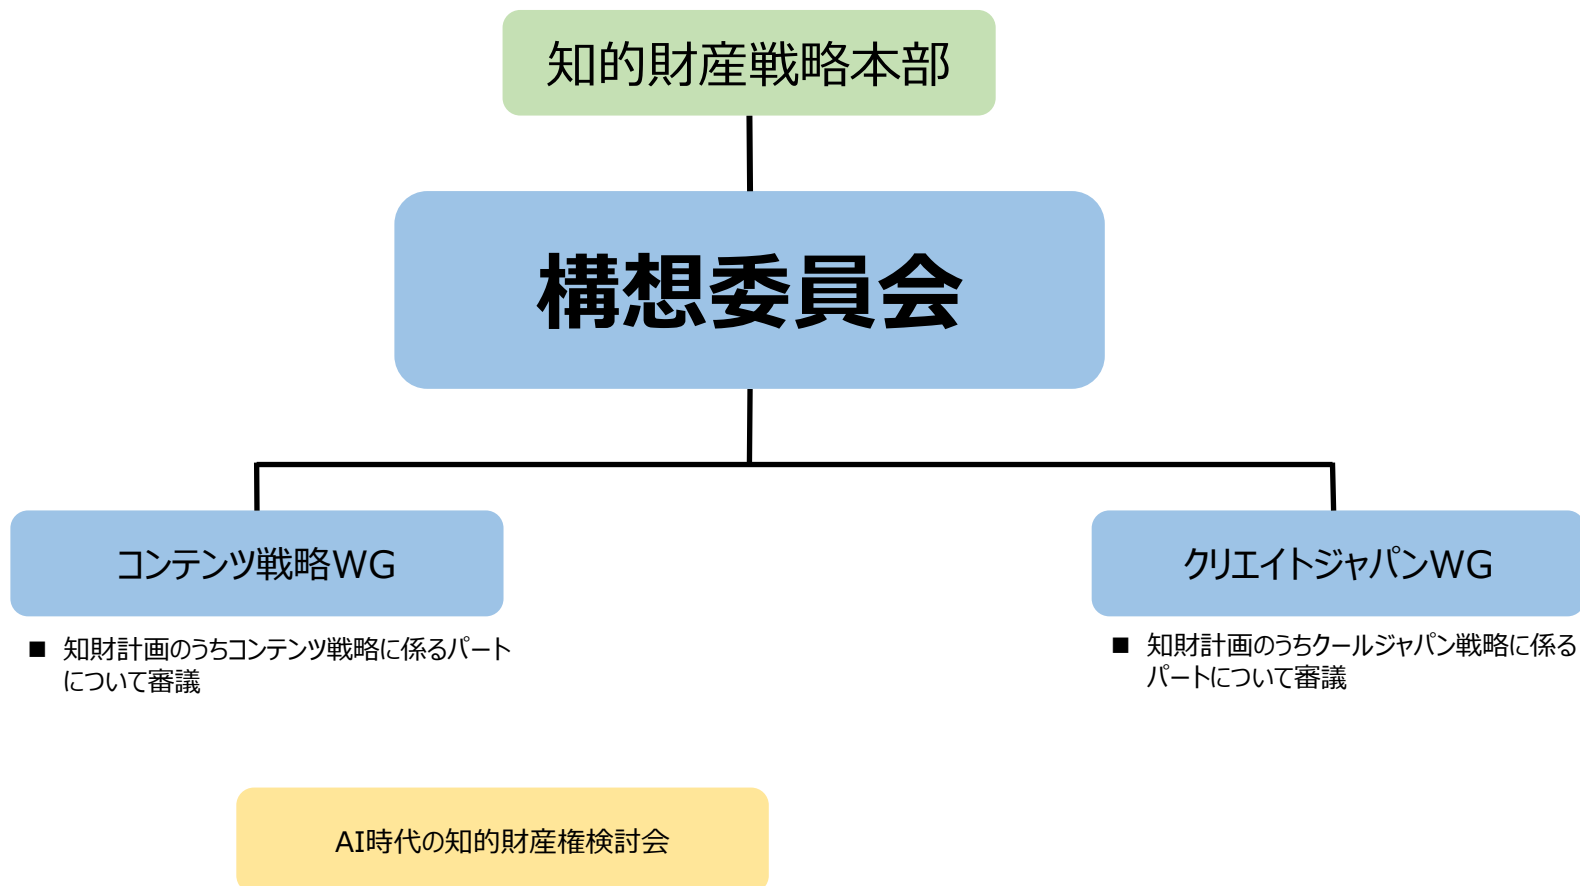 知的財産戦略本部
構想委員会
コンテンツ戦略WG
クリエイトジャパンWG
■ 知財計画のうちコンテンツ戦略に係るパート
について審議
■ 知財計画のうちクールジャパン戦略に係る
パートについて審議
AI時代の知的財産権検討会